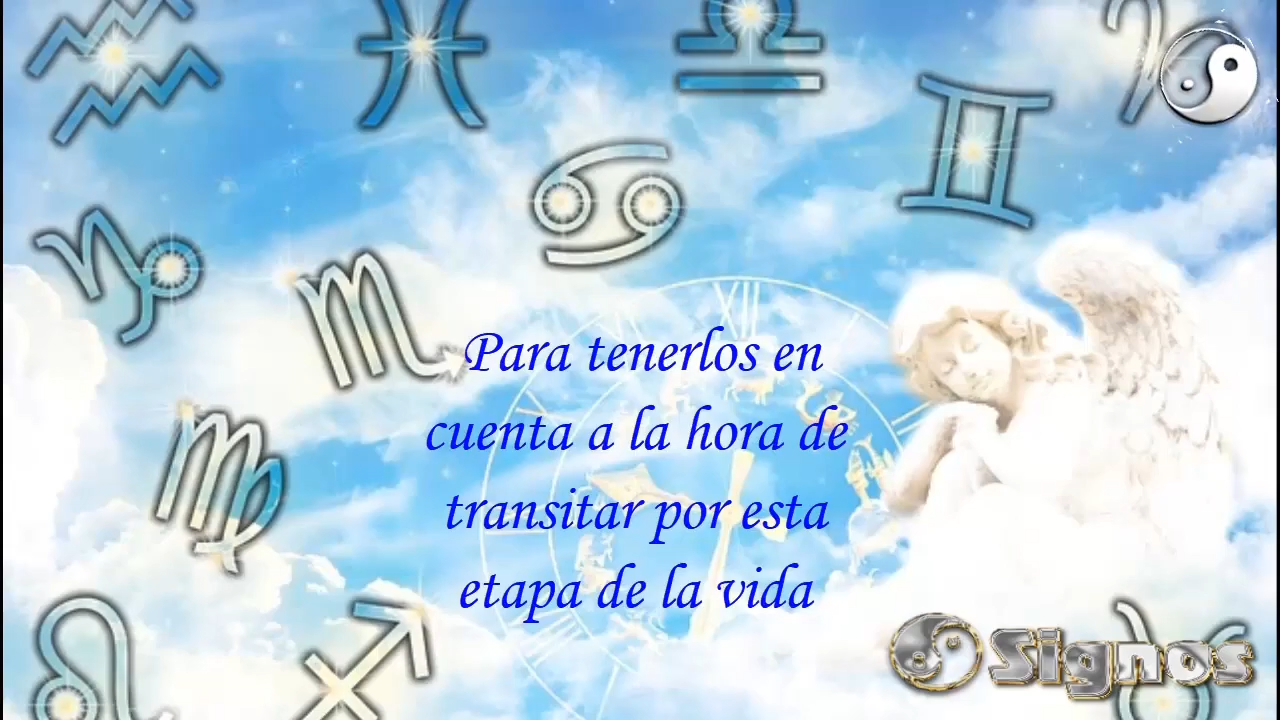 Para tenerlos en
cuenta a la hora de
transitar por esta
etapa de la vida
Signos